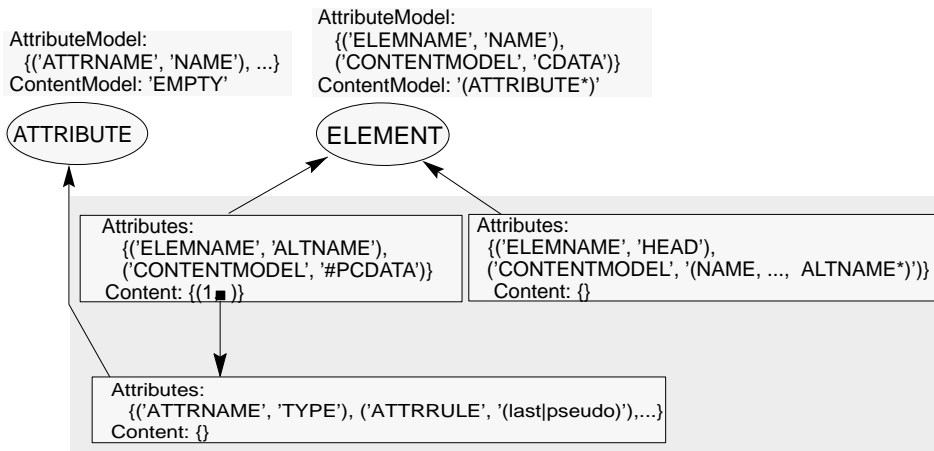 AttributeModel:
{('ATTRNAME', 'NAME'), ...}
ContentModel: 'EMPTY'
AttributeModel:
{('ELEMNAME', 'NAME'),
('CONTENTMODEL', 'CDATA')}
ContentModel: '(ATTRIBUTE*)'
ATTRIBUTE
ELEMENT
Attributes:
{('ELEMNAME', 'ALTNAME'),
('CONTENTMODEL', '#PCDATA')}
Content: {(1,■ )}
Attributes:
{('ELEMNAME', 'HEAD'),
('CONTENTMODEL', '(NAME, ..., ALTNAME*)')}
Content: {}
Attributes:
{('ATTRNAME', 'TYPE'), ('ATTRRULE', '(last|pseudo)'),...}
Content: {}